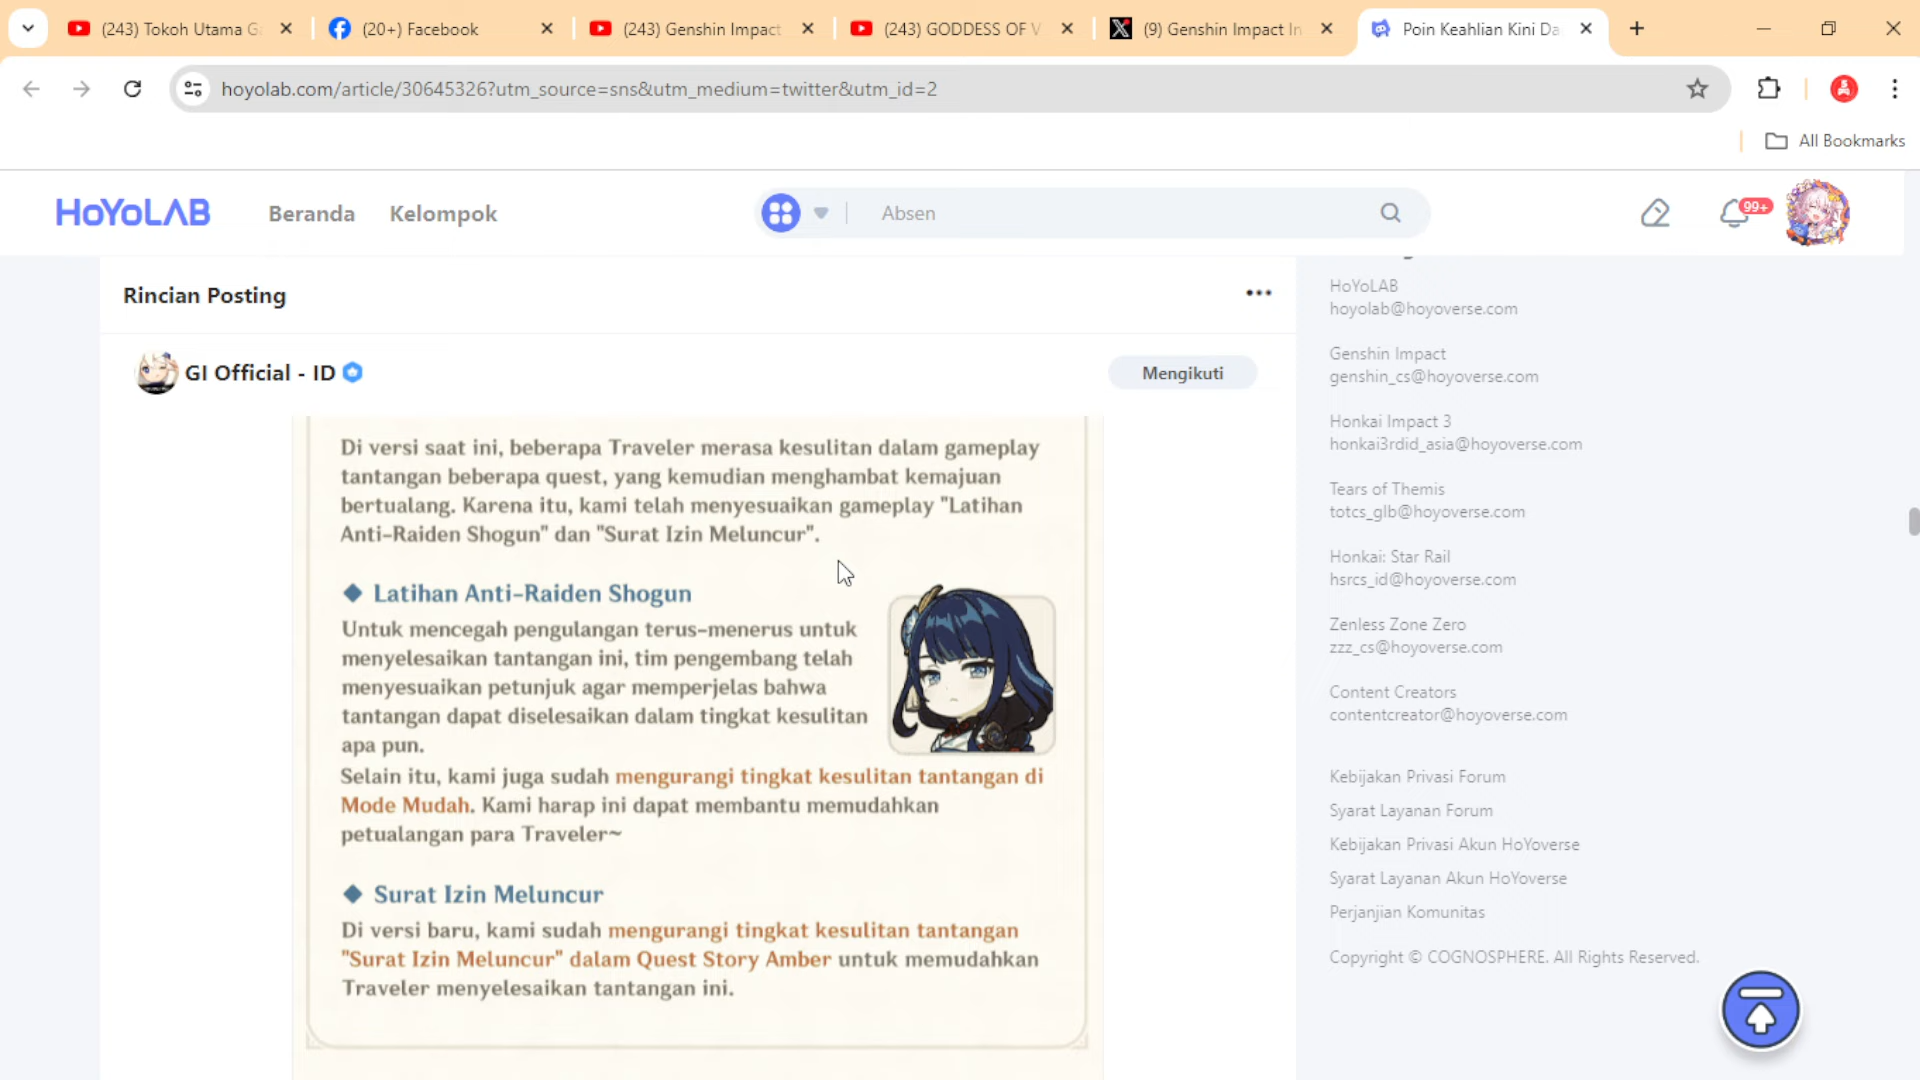 (243) Tokoh Utama G
(20+) Facebook
(243) Genshin Impact
(243) GODDESS OF V
(9) Genshin Impact In
Poin Keahlian Kini Da
hoyolab.com/article/30645326?utm_source=sns&utm_medium=twitter&utm_id=2
All Bookmarks
HoYoLAB
Beranda
Kelompok
Absen
99+
Rincian Posting
GI Official - ID
Mengikuti
Di versi saat ini, beberapa Traveler merasa kesulitan dalam gameplay
tantangan beberapa quest, yang kemudian menghambat kemajuan
bertualang. Karena itu, kami telah menyesuaikan gameplay "Latihan
Anti-Raiden Shogun" dan "Surat Izin Meluncur".
Latihan Anti-Raiden Shogun
Untuk mencegah pengulangan terus-menerus untuk
menyelesaikan tantangan ini, tim pengembang telah
menyesuaikan petunjuk agar memperjelas bahwa
tantangan dapat diselesaikan dalam tingkat kesulitan
apa pun.
Selain itu, kami juga sudah mengurangi tingkat kesulitan tantangan di
Mode Mudah. Kami harap ini dapat membantu memudahkan
petualangan para Traveler~
Surat Izin Meluncur
Di versi baru, kami sudah mengurangi tingkat kesulitan tantangan
"Surat Izin Meluncur" dalam Quest Story Amber untuk memudahkan
Traveler menyelesaikan tantangan ini.
HoYoLAB
hoyolab@hoyoverse.com
Genshin Impact
genshin_cs@hoyoverse.com
Honkai Impact 3
honkai3rdid_asia@hoyoverse.com
Tears of Themis
totcs_glb@hoyoverse.com
Honkai: Star Rail
hsrcs_id@hoyoverse.com
Zenless Zone Zero
zzz_cs@hoyoverse.com
Content Creators
contentcreator@hoyoverse.com
Kebijakan Privasi Forum
Syarat Layanan Forum
Kebijakan Privasi Akun HoYoverse
Syarat Layanan Akun HoYoverse
Perjanjian Komunitas
Copyright © COGNOSPHERE. All Rights Reserved.